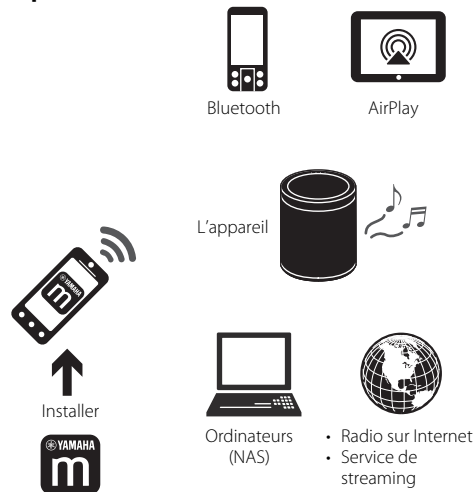 Bluetooth
AirPlay
L'appareil
YAMAHA
m
Installer
YAMAHA
m
Ordinateurs
(NAS)
• Radio sur Internet
• Service de
streaming